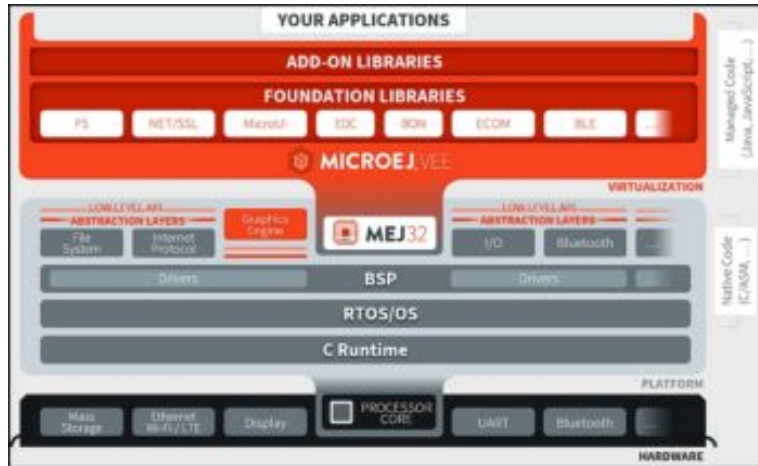 YOUR APPLICATIONS
ADD-ON LIBRARIES
FOUNDATION LIBRARIES
FS NET/SSL MicroUI EDC BON ECOM BLE ...
MICROEJ VEE
VIRTUALIZATION
Managed Code
(Java, JavaScript, ...)
LOW LEVEL API
ABSTRACTION LAYERS
File
System
Internet
Protocol
Graphics
Engine
MEJ32
LOW LEVEL API
ABSTRACTION LAYERS
I/O Bluetooth ...
Drivers BSP Drivers
RTOS/OS
C Runtime
PLATFORM
Native Code
(C/ASM, ...)
Mass
Storage
Ethernet
Wi-Fi / LTE
Display
PROCESSOR
CORE
UART Bluetooth ...
HARDWARE